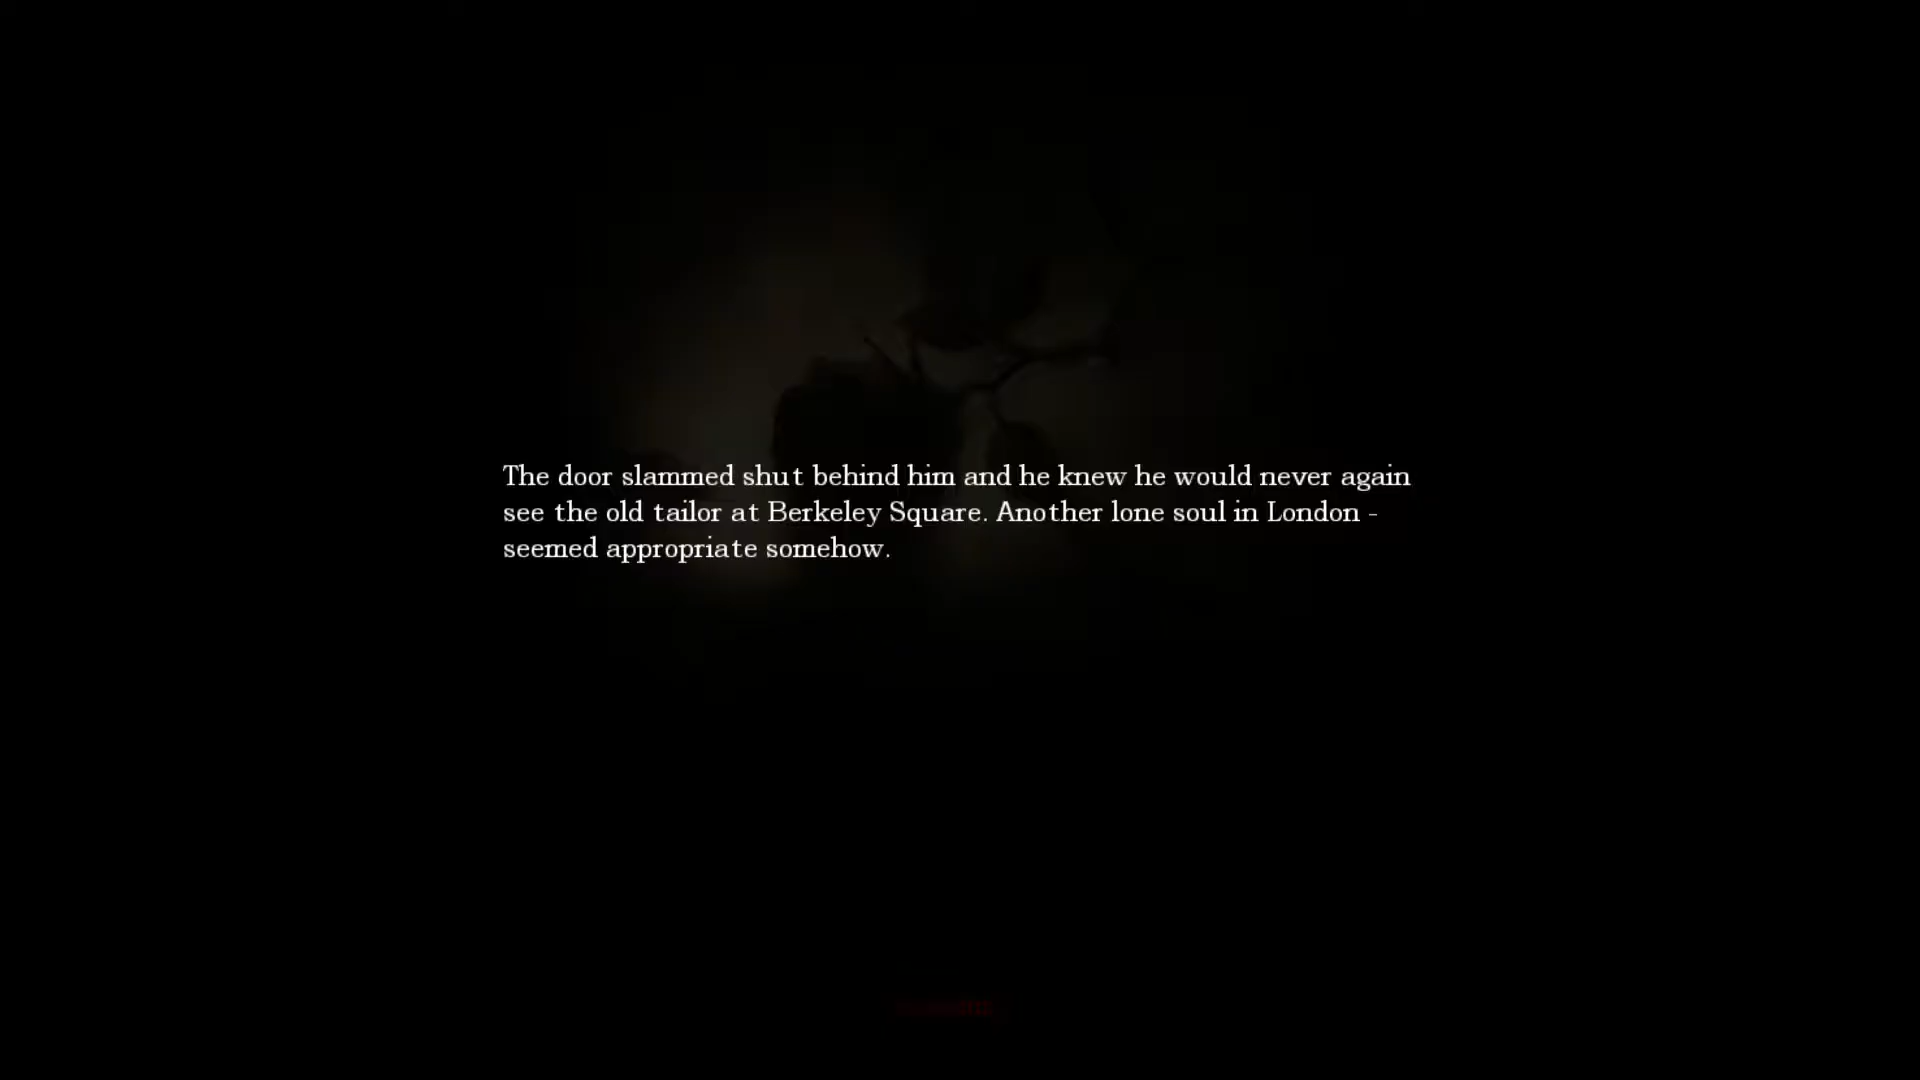 The door slammed shut behind him and he knew he would never again
see the old tailor at Berkeley Square. Another lone soul in London -
seemed appropriate somehow.